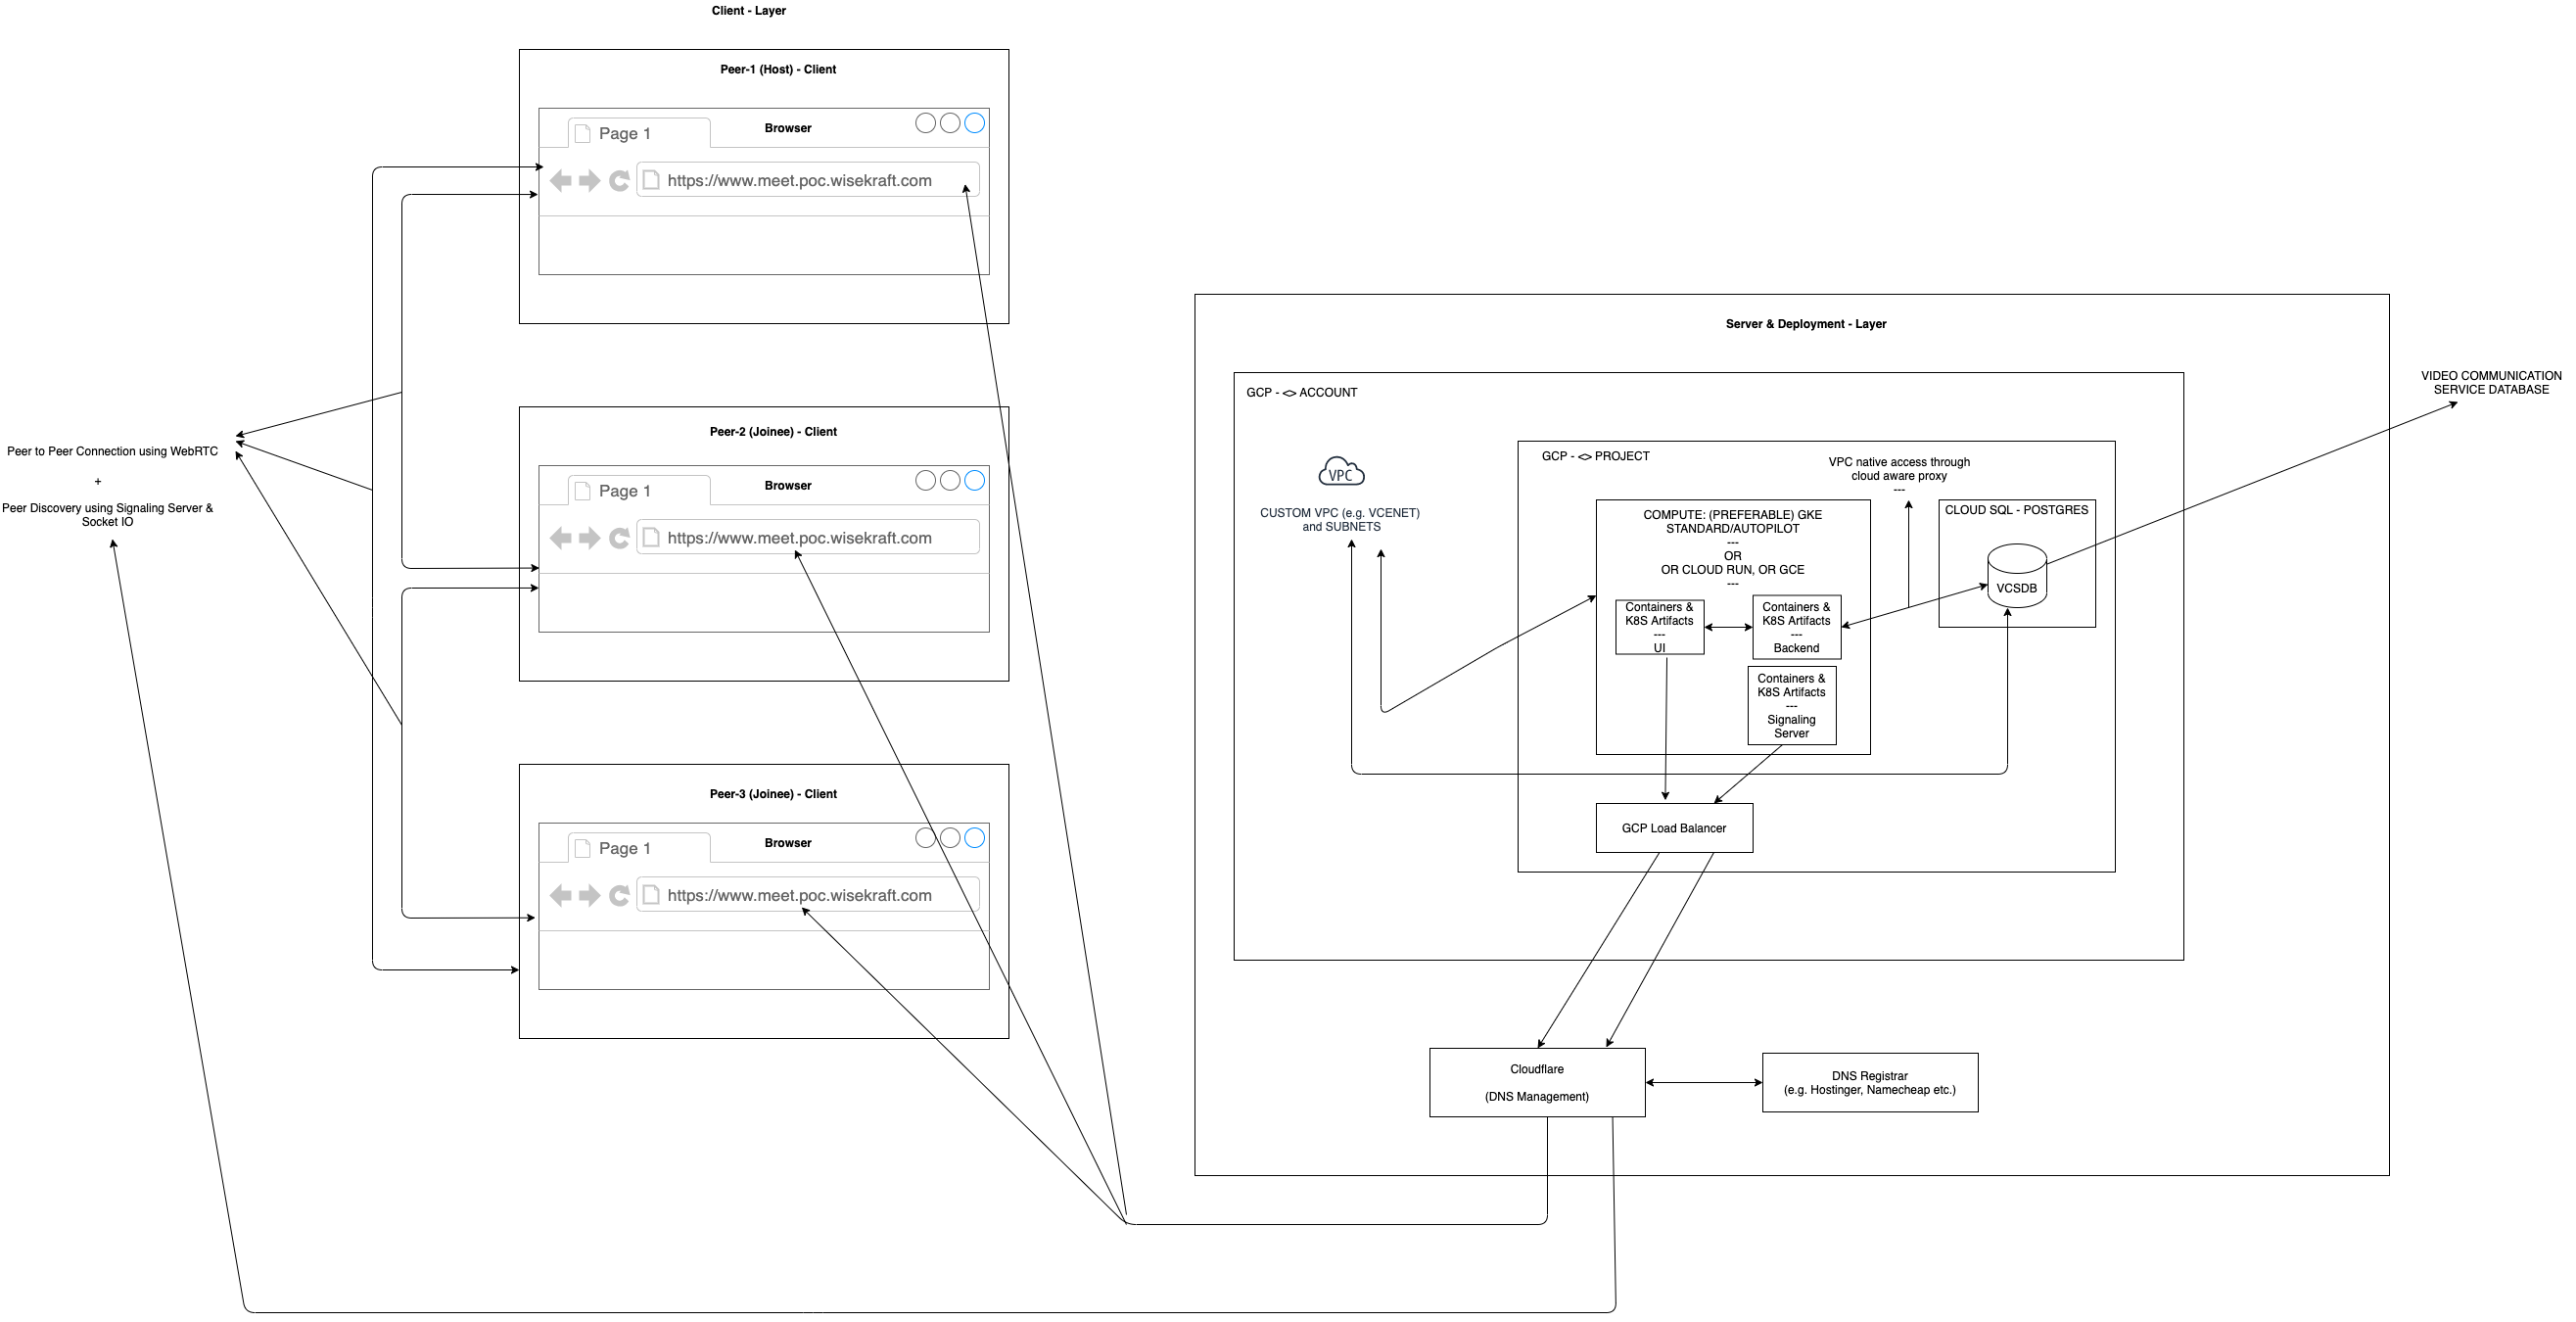 Client - Layer
Peer-1 (Host) - Client
Page 1
Browser
https://www.meet.poc.wisekraft.com
Peer-2 (Joinee) - Client
Page 1
Browser
https://www.meet.poc.wisekraft.com
Peer-3 (Joinee) - Client
Page 1
Browser
https://www.meet.poc.wisekraft.com
Peer to Peer Connection using WebRTC
+
Peer Discovery using Signaling Server &
Socket IO
Server & Deployment - Layer
GCP - <> ACCOUNT
VPC
CUSTOM VPC (e.g. VCENET)
and SUBNETS
GCP - <> PROJECT
VPC native access through
cloud aware proxy
---
COMPUTE: (PREFERABLE) GKE
STANDARD/AUTOPILOT
---
OR
OR CLOUD RUN, OR GCE
---
Containers &
K8S Artifacts
---
UI
Containers &
K8S Artifacts
---
Backend
Containers &
K8S Artifacts
---
Signaling
Server
CLOUD SQL - POSTGRES
VCSDB
GCP Load Balancer
VIDEO COMMUNICATION
SERVICE DATABASE
Cloudflare
(DNS Management)
DNS Registrar
(e.g. Hostinger, Namecheap etc.)